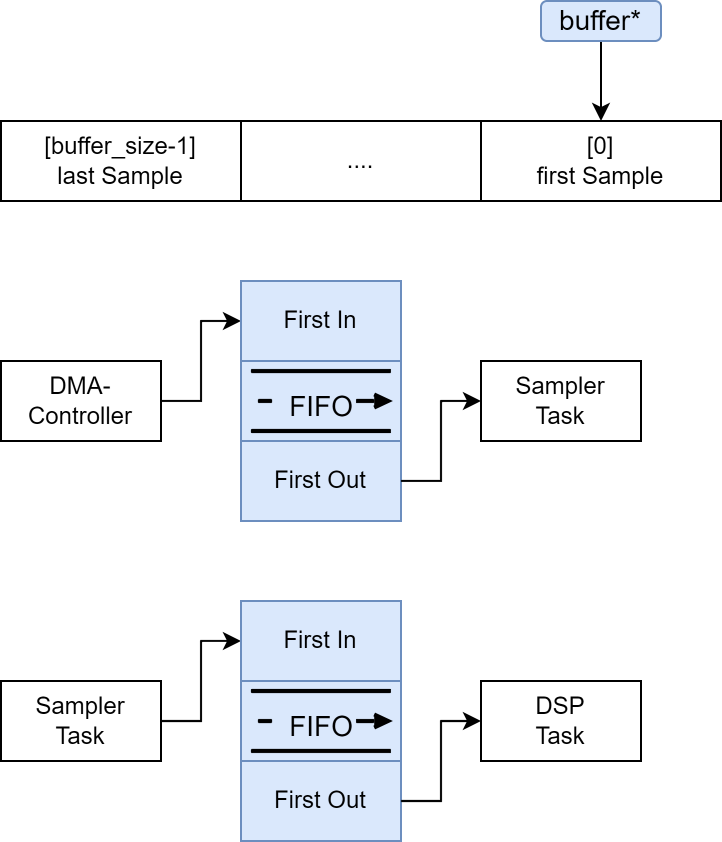 buffer*
[buffer_size-1]
last Sample
....
[0]
first Sample
First In
DMA-
Controller
FIFO
Sampler
Task
First Out
First In
Sampler
Task
FIFO
DSP
Task
First Out